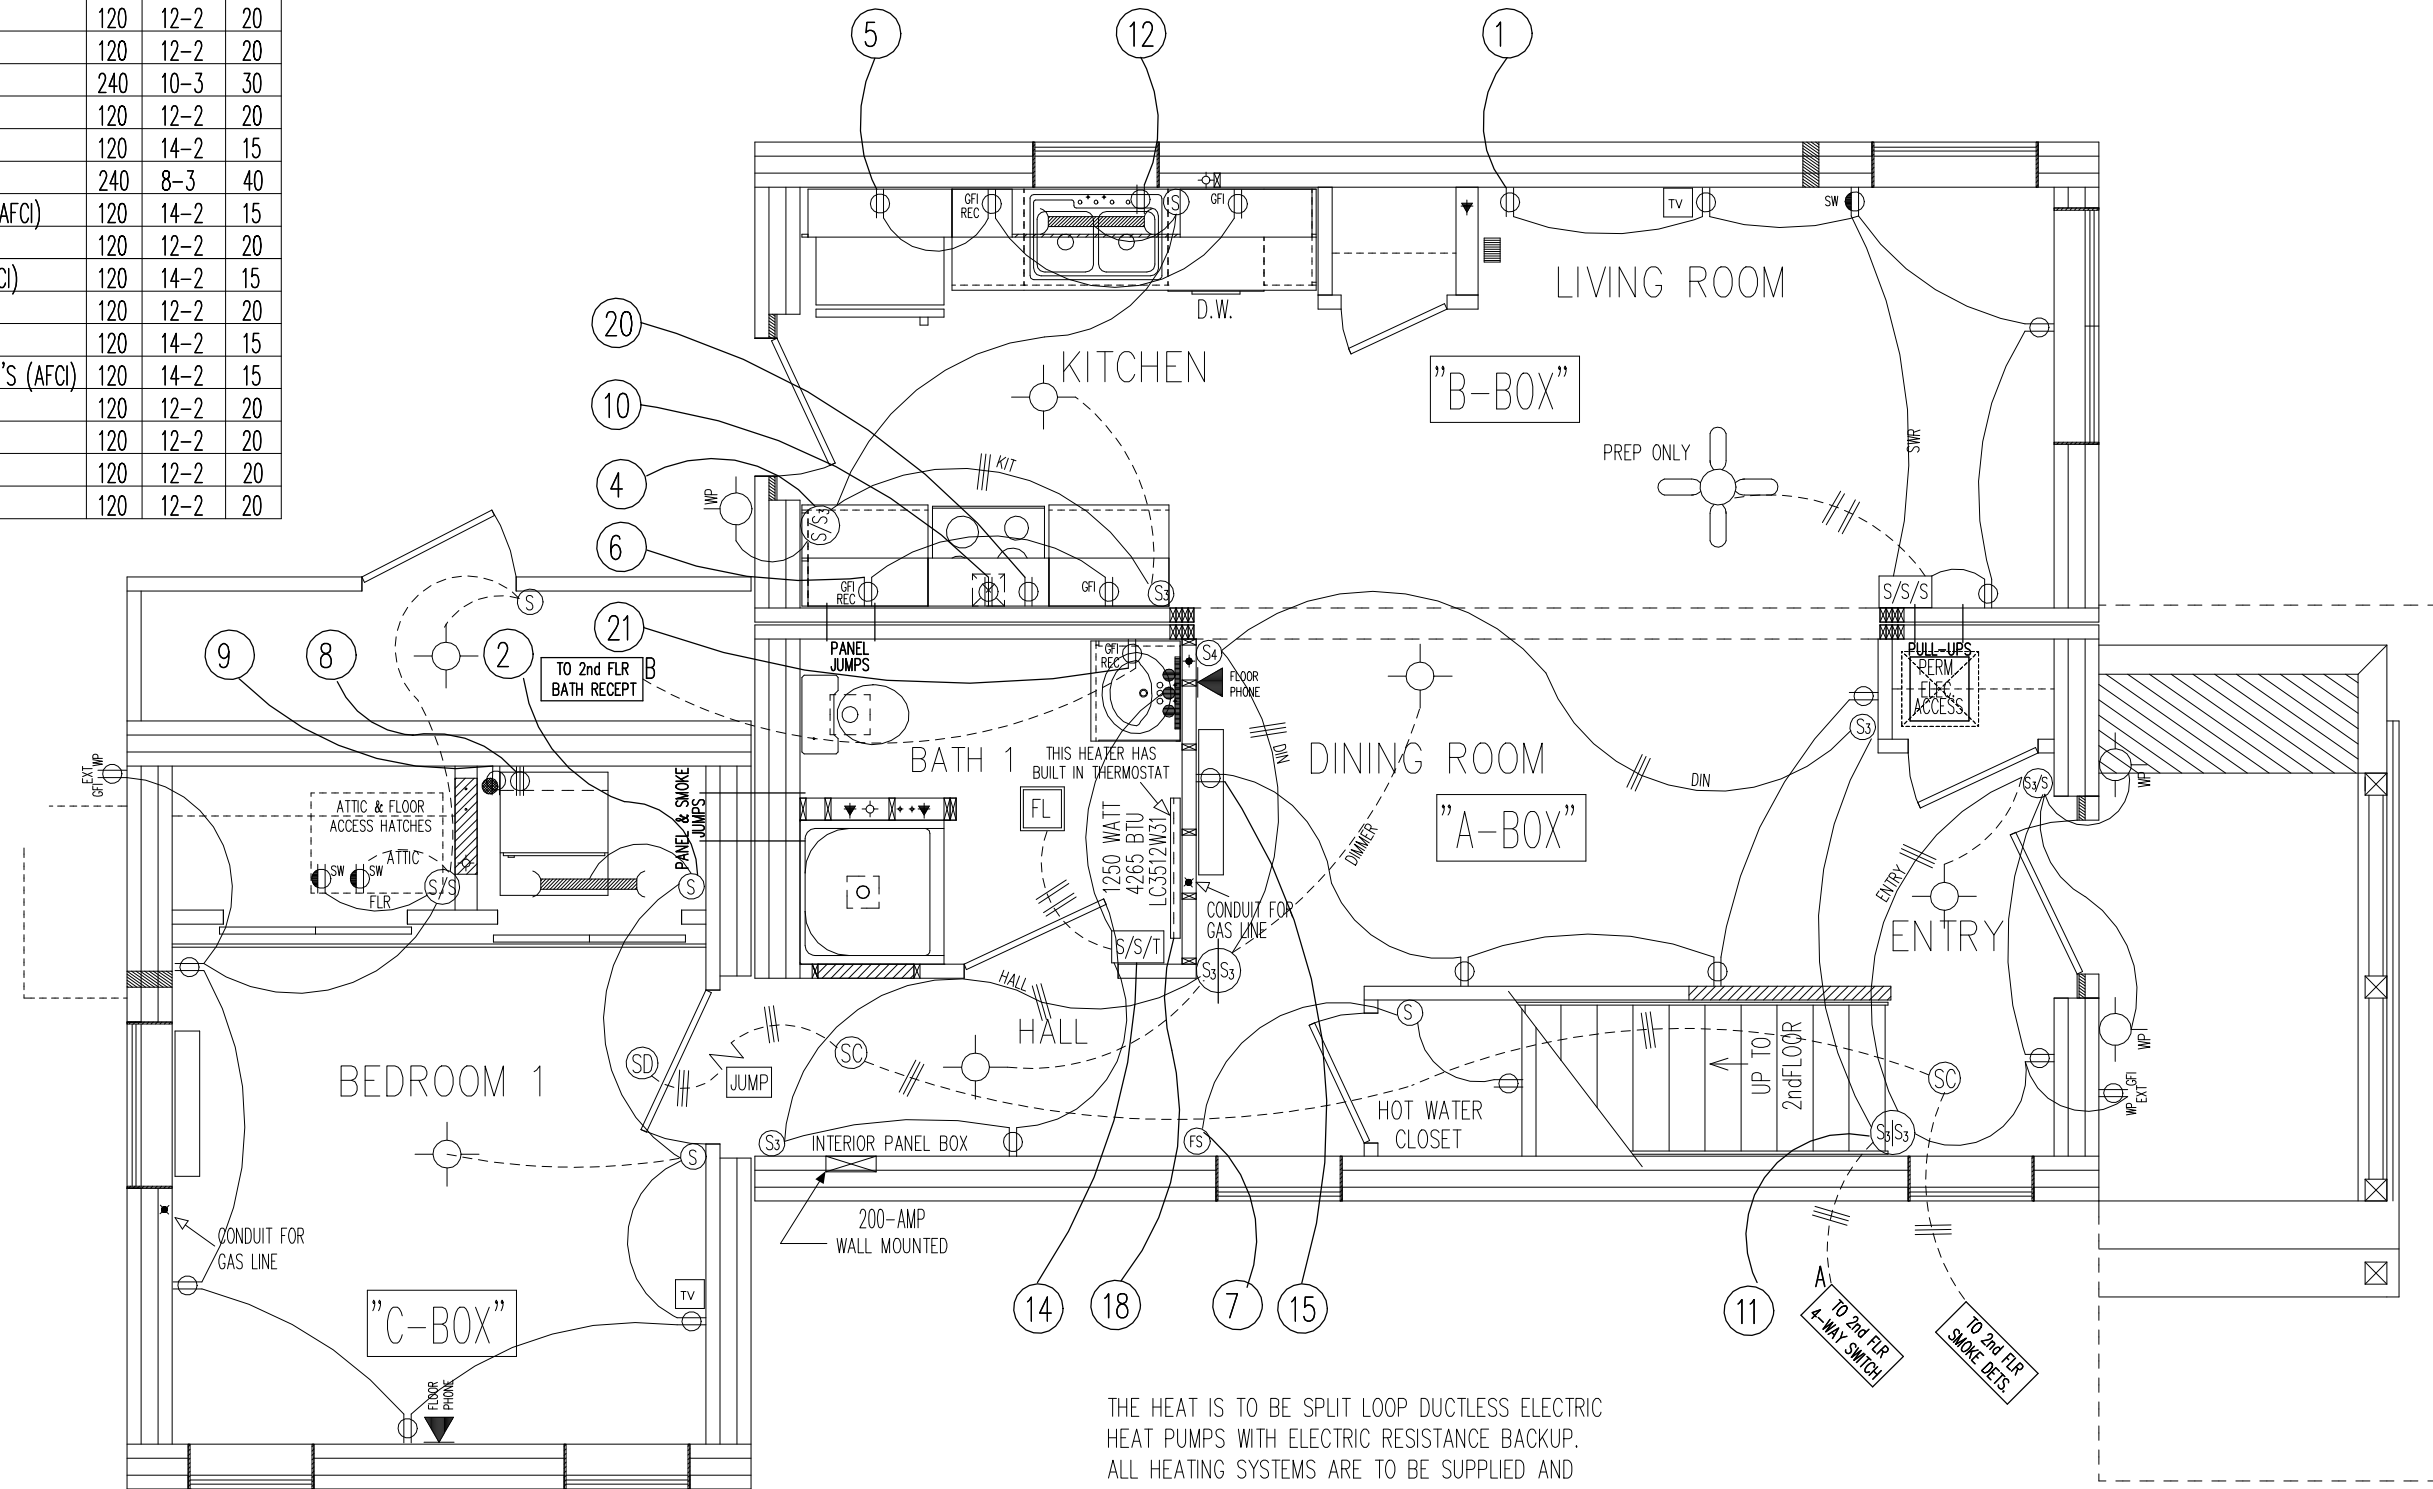 120 12-2 20
120 12-2 20
240 10-3 30
120 12-2 20
120 14-2 15
240 8-3 40
AFCI) 120 14-2 15
120 12-2 20
CI) 120 14-2 15
120 12-2 20
120 14-2 15
'S (AFCI) 120 14-2 15
120 12-2 20
120 12-2 20
120 12-2 20
120 12-2 20
5
12
1
GFI
REC
S
GFI
TV
SW
D.W.
LIVING ROOM
20
KITCHEN
"B-BOX"
10
KIT
PREP ONLY
SWR
4
WP
S/S3
6
GFI
REC
GFI
S3
S/S/S
S
21
9
8
2
TO 2nd FLR
BATH RECEPT
B
PANEL
JUMPS
GFI
REC
S4
FLOOR
PHONE
PULL-UPS
PERM
ELEC.
ACCESS
S3
DIN
BATH 1
THIS HEATER HAS
BUILT IN THERMOSTAT
DINING ROOM
DIN
GFI EXT WP
ATTIC & FLOOR
ACCESS HATCHES
ATTIC
SW
SW
FLR
S/S
PANEL & SMOKE
JUMPS
S
FL
1250 WATT
4265 BTU
LC3512W31
DIMMER
"A-BOX"
S3/S
WP
ENTRY
CONDUIT FOR
GAS LINE
ENTRY
S/S/T
S3 S3
HALL
HALL
S
SD
SC
JUMP
BEDROOM 1
UP TO
2ndFLOOR
SC
WP
GFI
WP EXT
HOT WATER
CLOSET
S3
INTERIOR PANEL BOX
FS
S3 S3
S
200-AMP
WALL MOUNTED
CONDUIT FOR
GAS LINE
TV
"C-BOX"
14
18
7
15
11
A
TO 2nd FLR
4-WAY SWITCH
TO 2nd FLR
SMOKE DETS.
FLOOR
PHONE
THE HEAT IS TO BE SPLIT LOOP DUCTLESS ELECTRIC
HEAT PUMPS WITH ELECTRIC RESISTANCE BACKUP.
ALL HEATING SYSTEMS ARE TO BE SUPPLIED AND